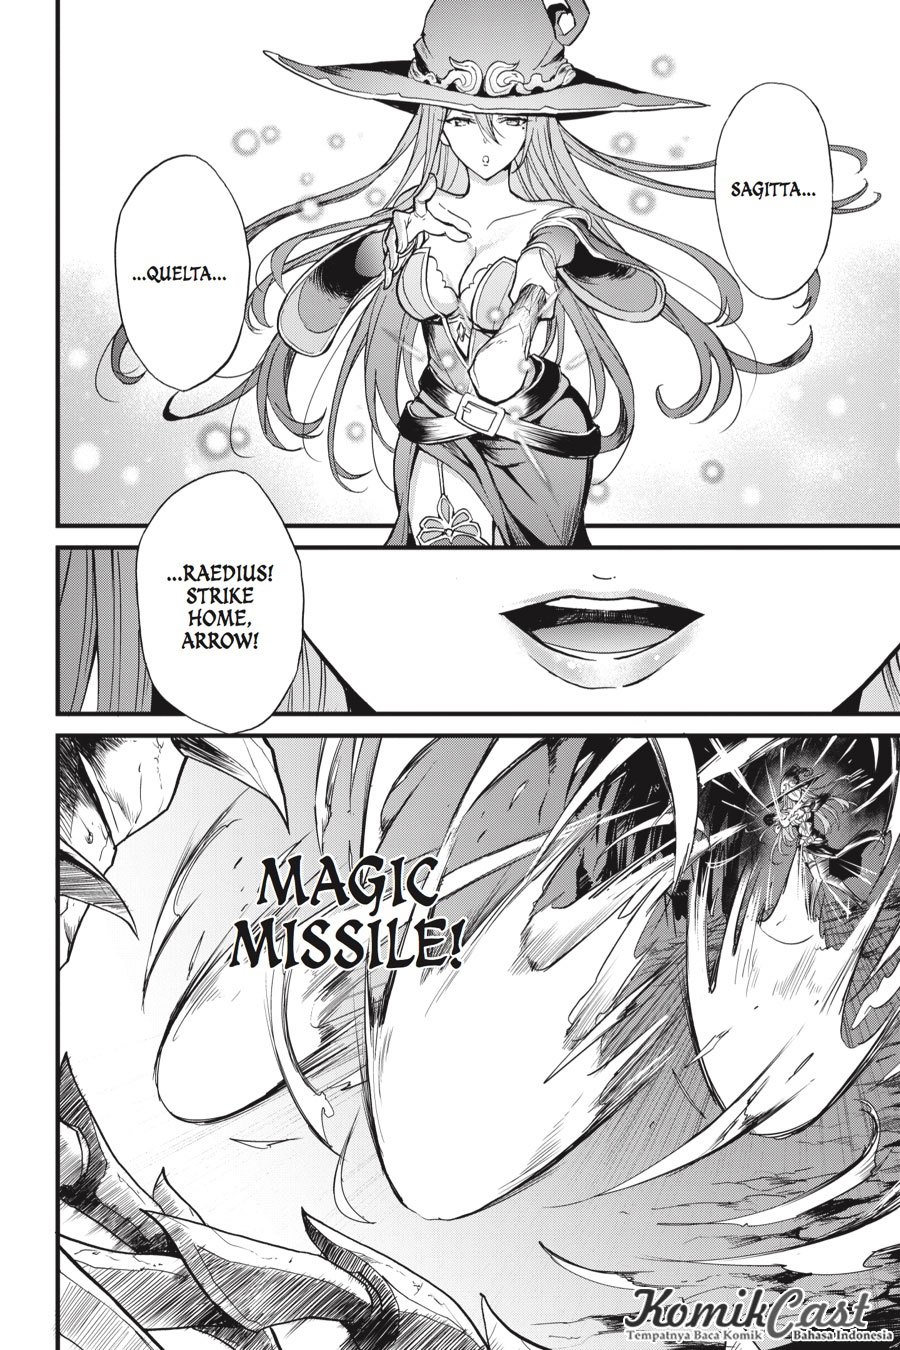 SAGITTA...
...QUELTA...
...RAEDIUS!
STRIKE
HOME,
ARROW!
MAGIC
MISSILE!
KomikCast
Tempatnya Baca Komik Bahasa Indonesia